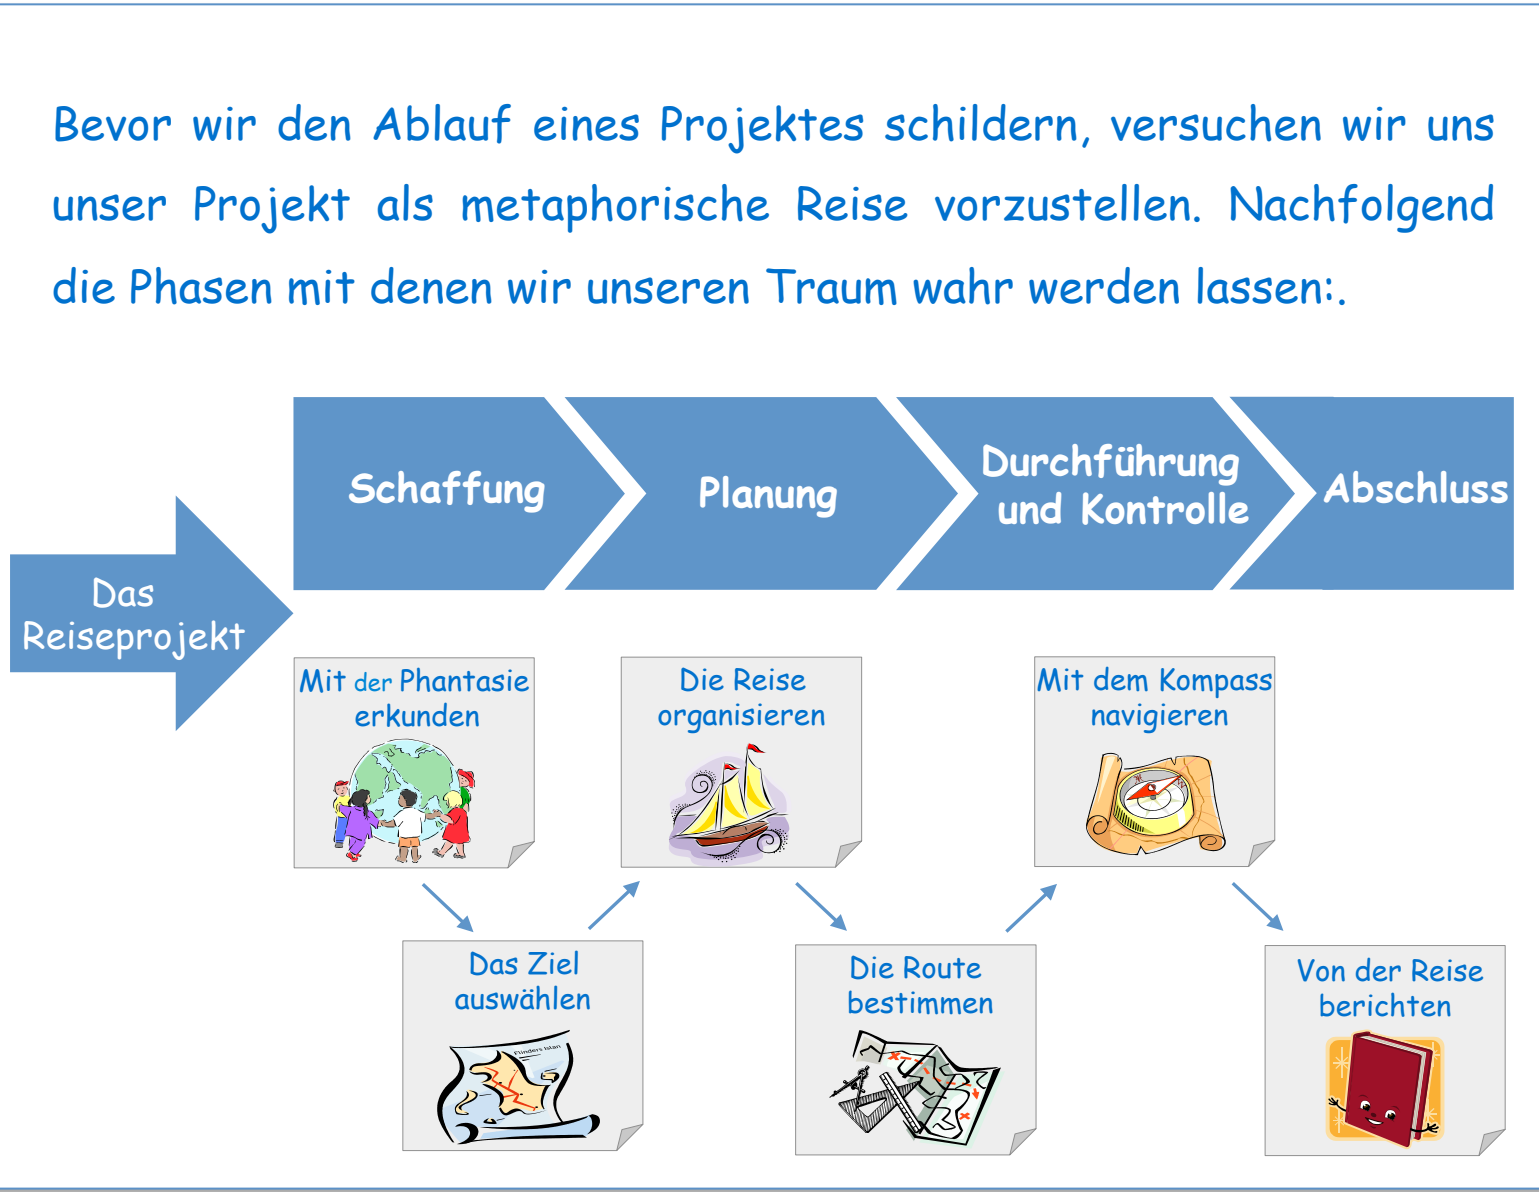 Bevor wir den Ablauf eines Projektes schildern, versuchen wir uns
unser Projekt als metaphorische Reise vorzustellen. Nachfolgend
die Phasen mit denen wir unseren Traum wahr werden lassen:.
Schaffung
Planung
Durchführung
und Kontrolle
Abschluss
Das
Reiseprojekt
Mit der Phantasie
erkunden
Die Reise
organisieren
Mit dem Kompass
navigieren
Das Ziel
auswählen
Flinders Islan
Die Route
bestimmen
Von der Reise
berichten